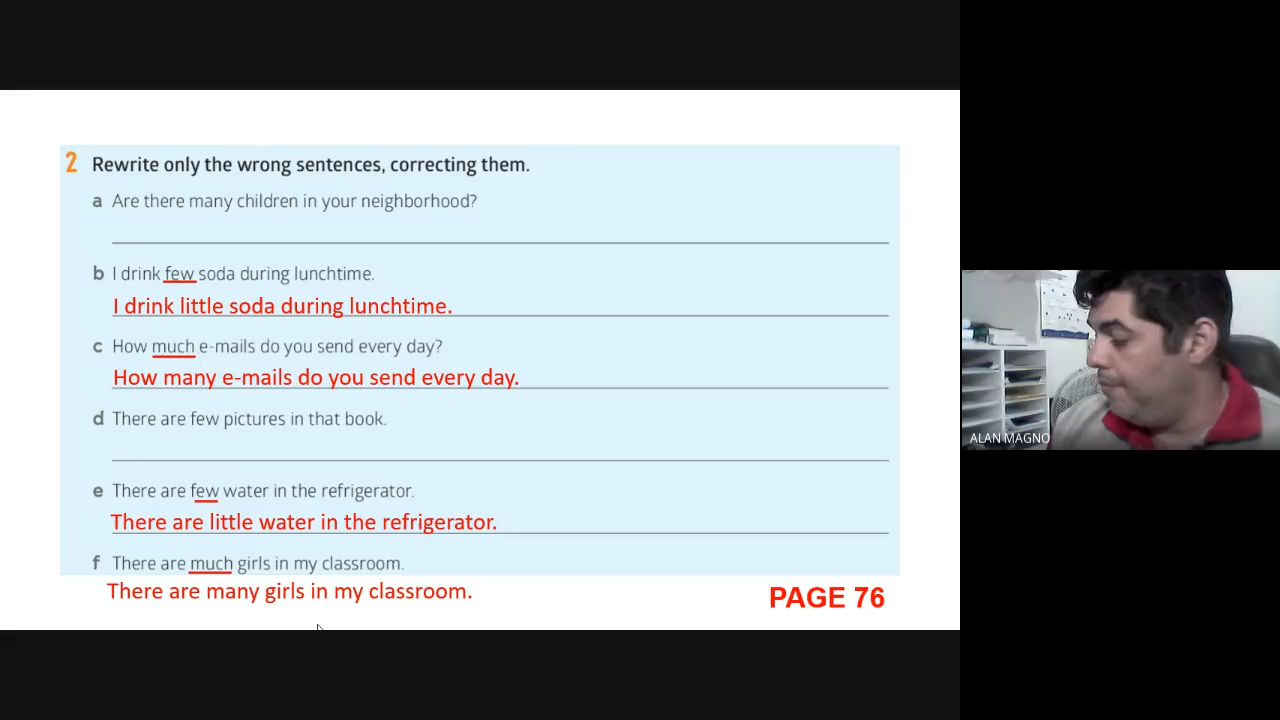 2 Rewrite only the wrong sentences, correcting them.
a Are there many children in your neighborhood?
b I drink few soda during lunchtime.
I drink little soda during lunchtime.
c How much e-mails do you send every day?
How many e-mails do you send every day.
d There are few pictures in that book.
e There are few water in the refrigerator.
There are little water in the refrigerator.
f There are much girls in my classroom.
There are many girls in my classroom.
PAGE 76
ALAN MAGNO